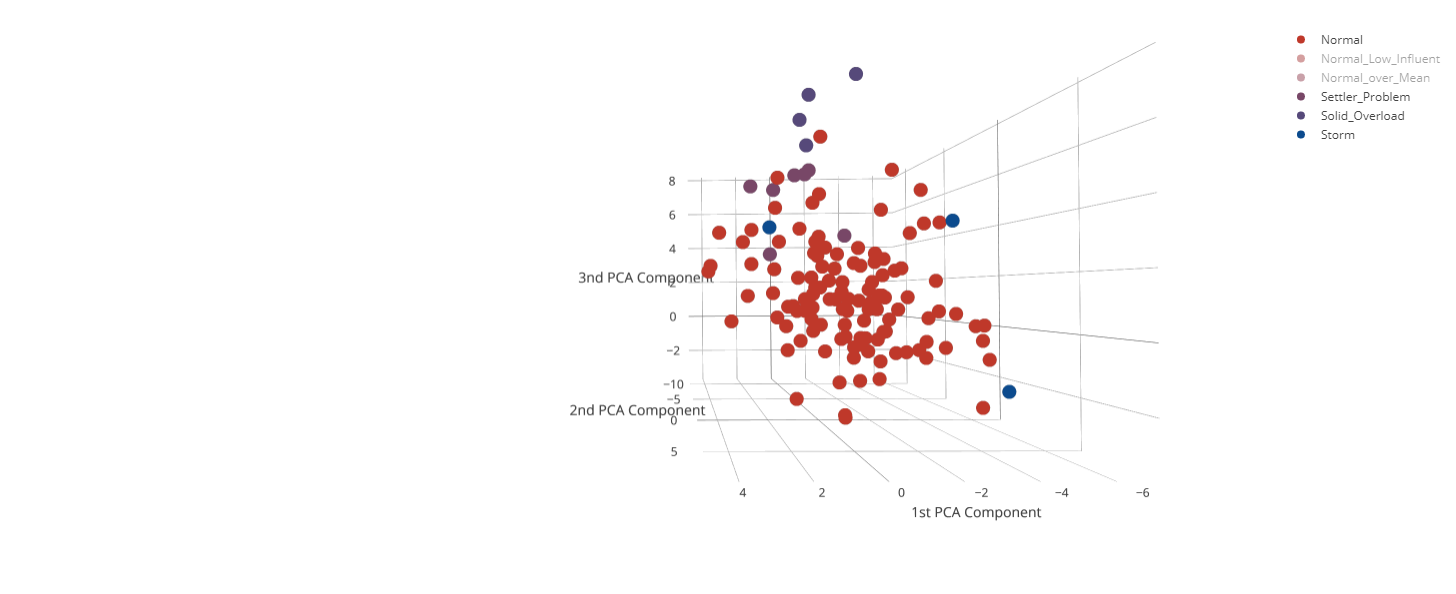 Normal
Normal_Low_Influent
Normal_over_Mean
Settler_Problem
Solid_Overload
Storm
8
6
4
3nd PCA Component
2
0
−2
−10
−5
2nd PCA Component
0
5
4 2 0 −2 −4 −6
1st PCA Component